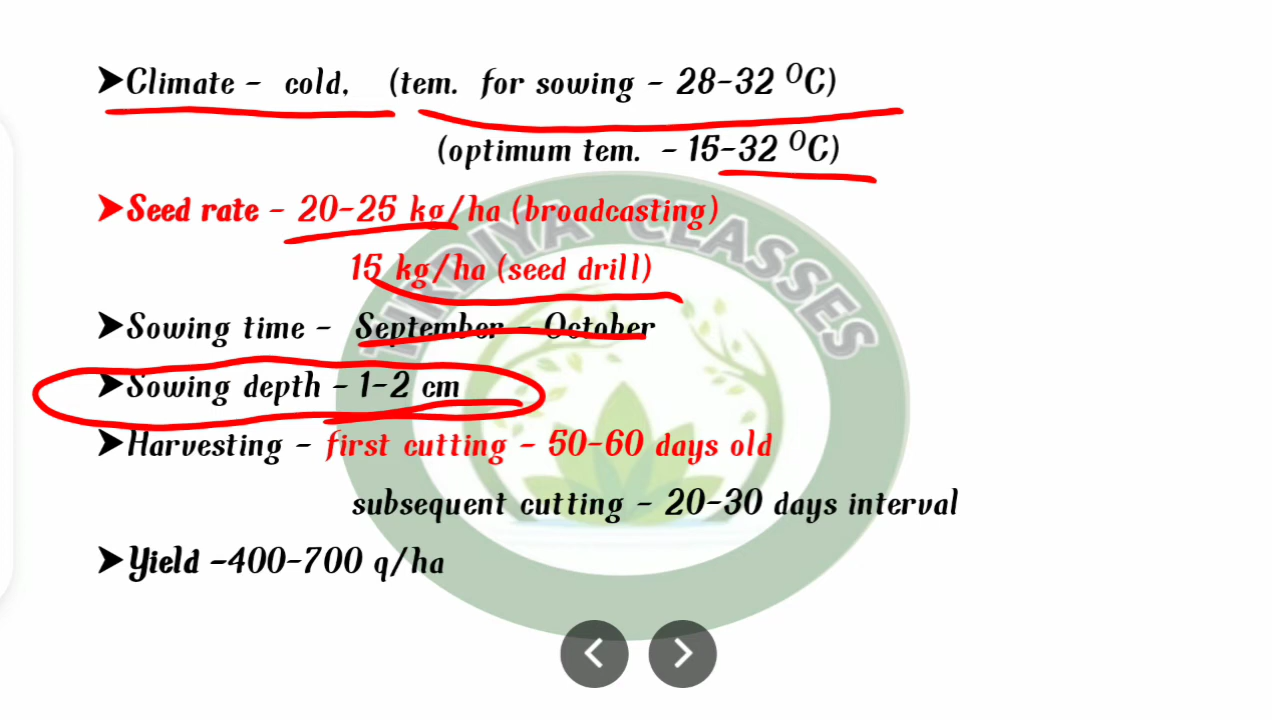 ➤Climate – cold, (tem. for sowing – 28–32 ⁰C)
(optimum tem. – 15–32 ⁰C)
➤Seed rate – 20–25 kg/ha (broadcasting)
15 kg/ha (seed drill)
➤Sowing time – September – October
➤Sowing depth – 1–2 cm
➤Harvesting – first cutting – 50–60 days old
subsequent cutting – 20–30 days interval
➤Yield –400–700 q/ha
CLASSES